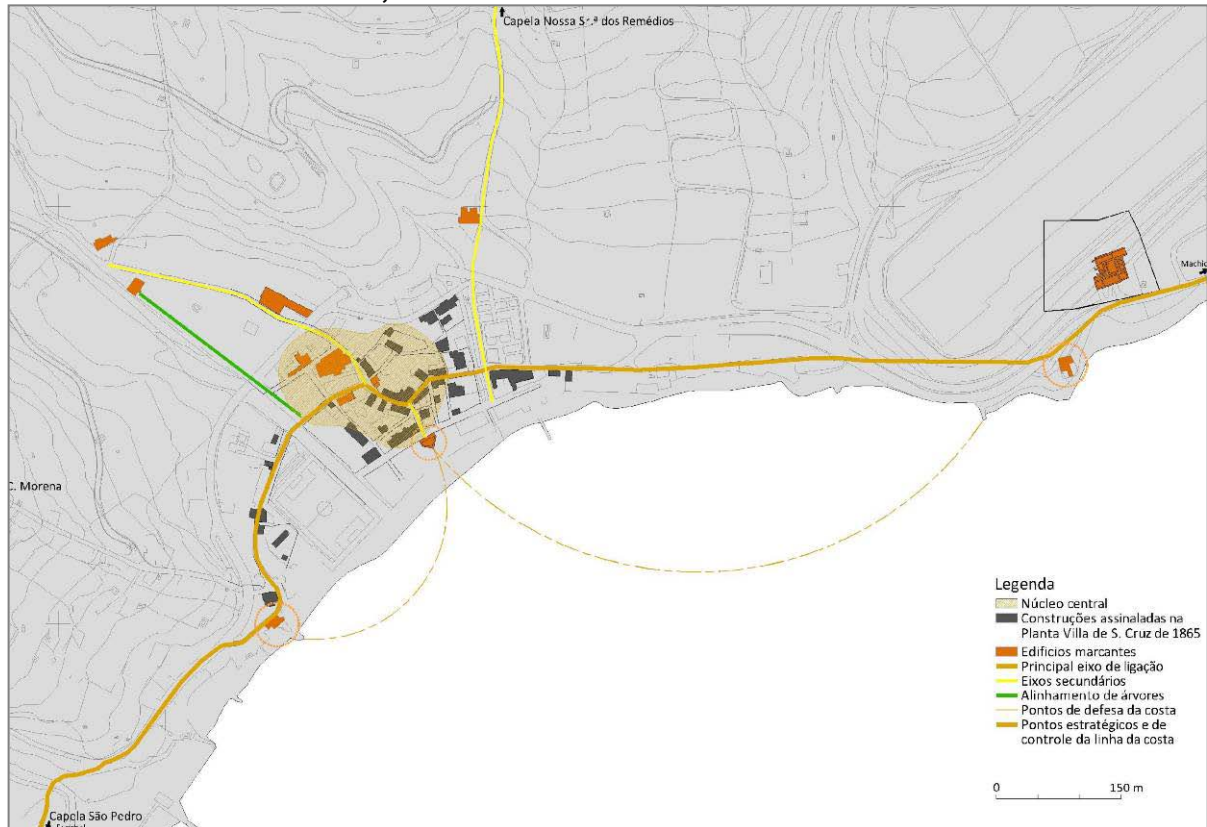 Capela Nossa Sr.ª dos Remédios
Machico
C. Morena
Legenda
Núcleo central
Construções assinaladas na
Planta Villa de S. Cruz de 1865
Edificios marcantes
Principal eixo de ligação
Eixos secundários
Alinhamento de árvores
Pontos de defesa da costa
Pontos estratégicos e de
controle da linha da costa
0 150 m
Capela São Pedro